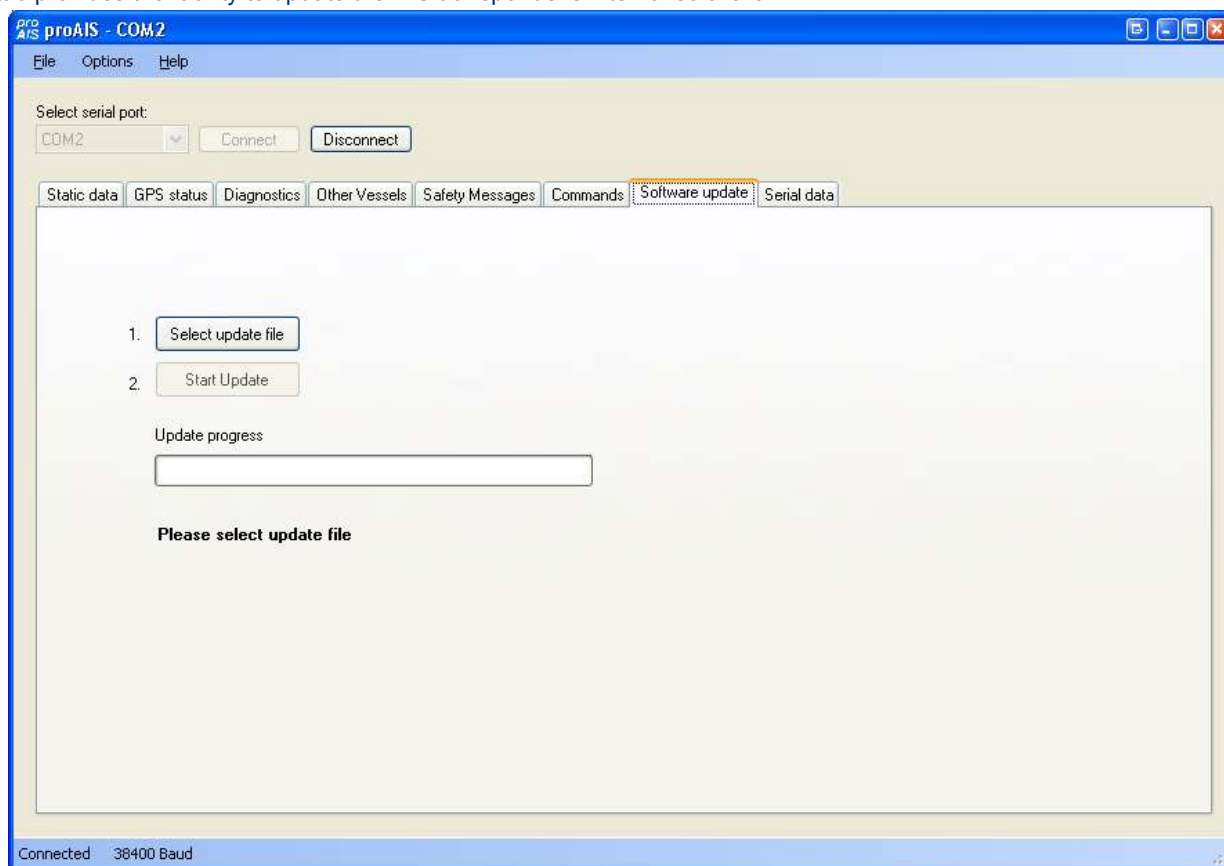 proAIS - COM2
File Options Help
Select serial port:
COM2 Connect Disconnect
Static data GPS status Diagnostics Other Vessels Safety Messages Commands Software update Serial data
1. Select update file
2. Start Update
Update progress
Please select update file
Connected 38400 Baud